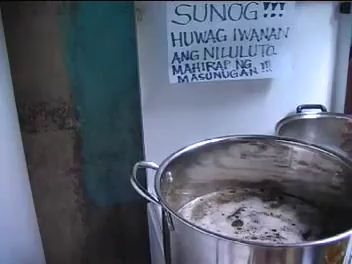 SUNOG!!!
HUWAG IWANAN
ANG NILULUTO.
MAHIRAP NG
MASUNUGAN.!!!